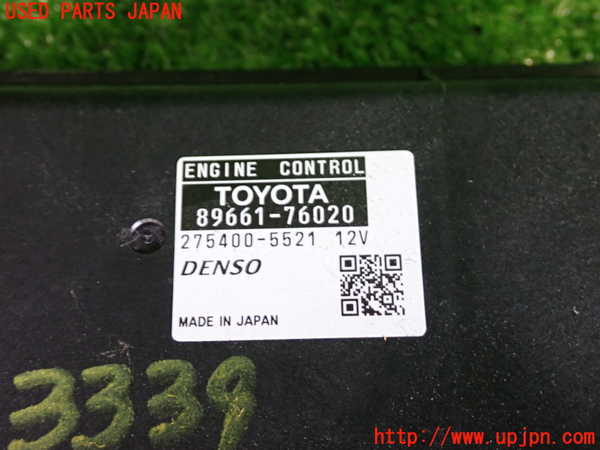 USED PARTS JAPAN
ENGINE CONTROL
TOYOTA
89661-76020
275400-5521 12V
DENSO
MADE IN JAPAN
3339
http://www.upjpn.com/